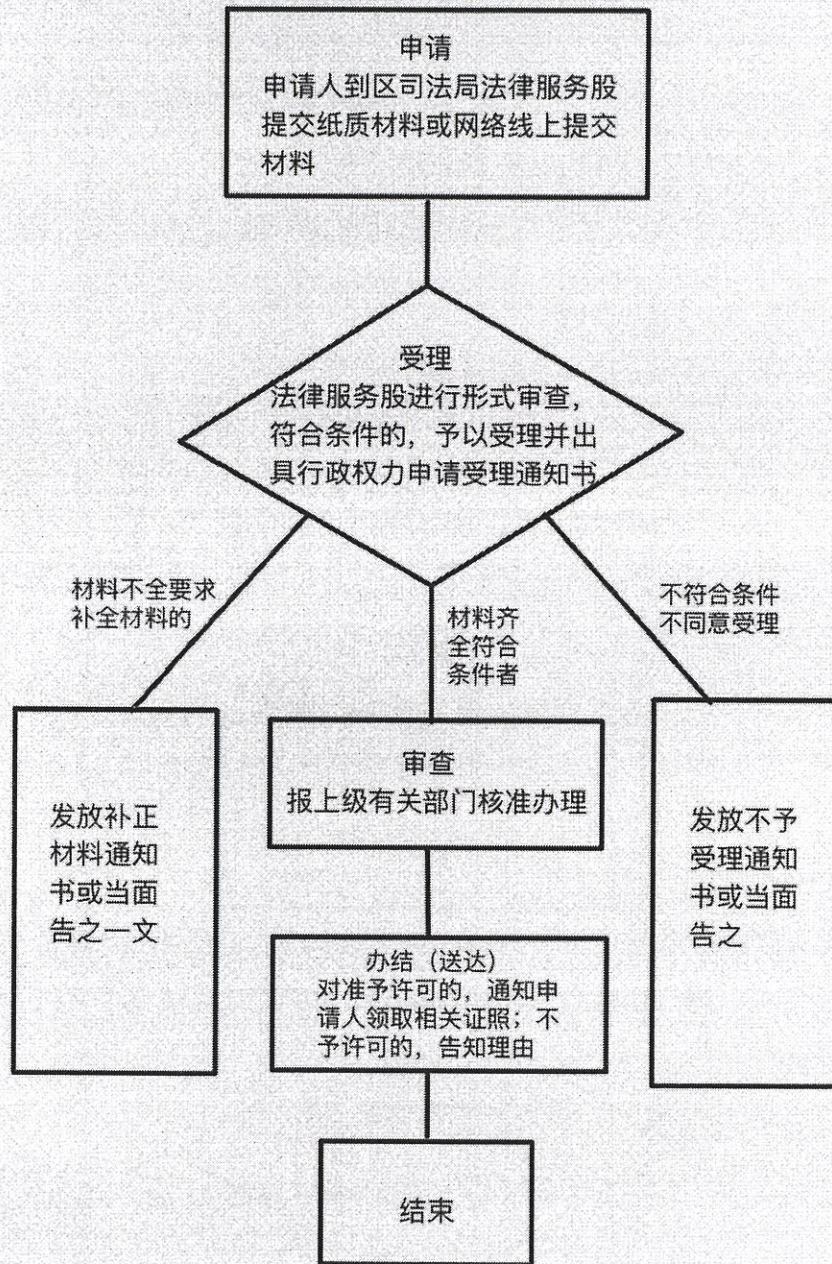 申请
申请人到区司法局法律服务股
提交纸质材料或网络线上提交
材料
受理
法律服务股进行形式审查，
符合条件的，予以受理并出
具行政权力申请受理通知书
材料不全要求
补全材料的
材料齐
全符合
条件者
不符合条件
不同意受理
发放补正
材料通知
书或当面
告之一文
审查
报上级有关部门核准办理
发放不予
受理通知
书或当面
告之
办结（送达）
对准予许可的，通知申
请人领取相关证照；不
予许可的，告知理由
结束